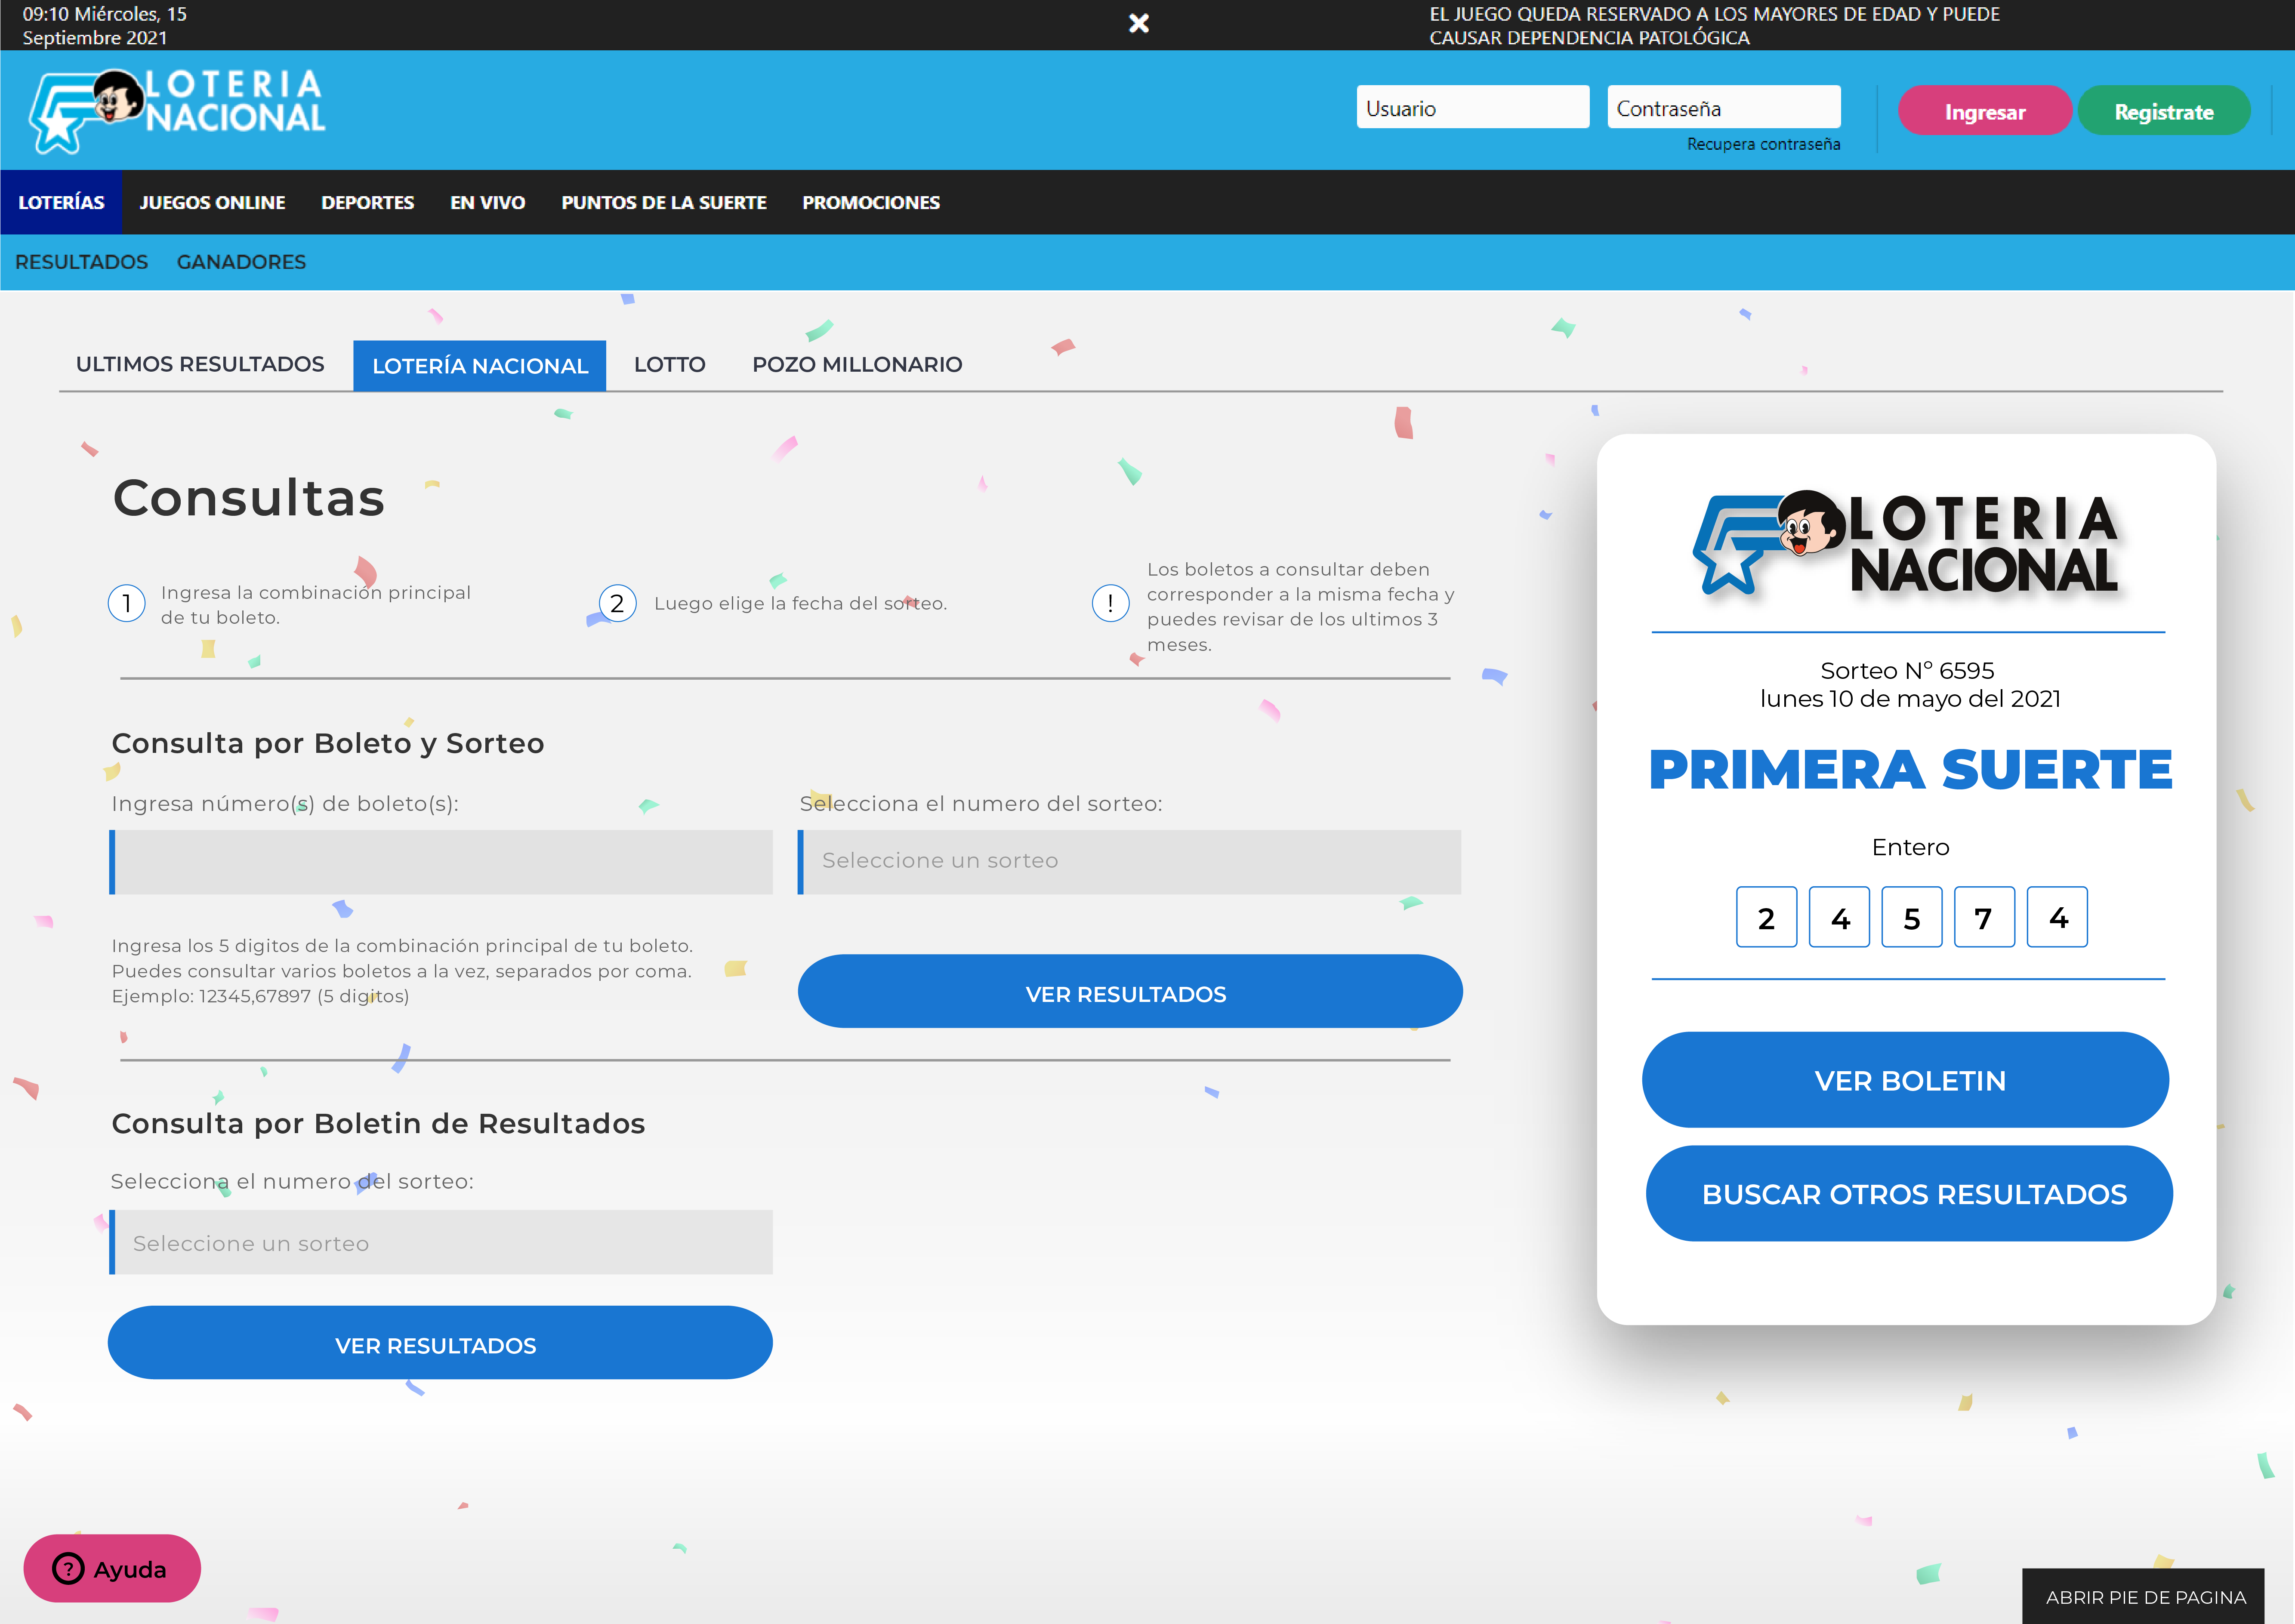 09:10 Miércoles, 15
Septiembre 2021
EL JUEGO QUEDA RESERVADO A LOS MAYORES DE EDAD Y PUEDE
CAUSAR DEPENDENCIA PATOLÓGICA
LOTERIA
NACIONAL
Usuario
Contraseña
Recupera contraseña
Ingresar
Registrate
LOTERÍAS
JUEGOS ONLINE
DEPORTES
EN VIVO
PUNTOS DE LA SUERTE
PROMOCIONES
RESULTADOS
GANADORES
ULTIMOS RESULTADOS
LOTERÍA NACIONAL
LOTTO
POZO MILLONARIO
Consultas
1
Ingresa la combinación principal
de tu boleto.
2
Luego elige la fecha del sorteo.
!
Los boletos a consultar deben
corresponder a la misma fecha y
puedes revisar de los ultimos 3
meses.
Consulta por Boleto y Sorteo
Ingresa número(s) de boleto(s):
Selecciona el numero del sorteo:
Seleccione un sorteo
Ingresa los 5 digitos de la combinación principal de tu boleto.
Puedes consultar varios boletos a la vez, separados por coma.
Ejemplo: 12345,67897 (5 digitos)
VER RESULTADOS
Consulta por Boletin de Resultados
Selecciona el numero del sorteo:
Seleccione un sorteo
VER RESULTADOS
LOTERIA
NACIONAL
Sorteo Nº 6595
lunes 10 de mayo del 2021
PRIMERA SUERTE
Entero
2 4 5 7 4
VER BOLETIN
BUSCAR OTROS RESULTADOS
? Ayuda
ABRIR PIE DE PAGINA